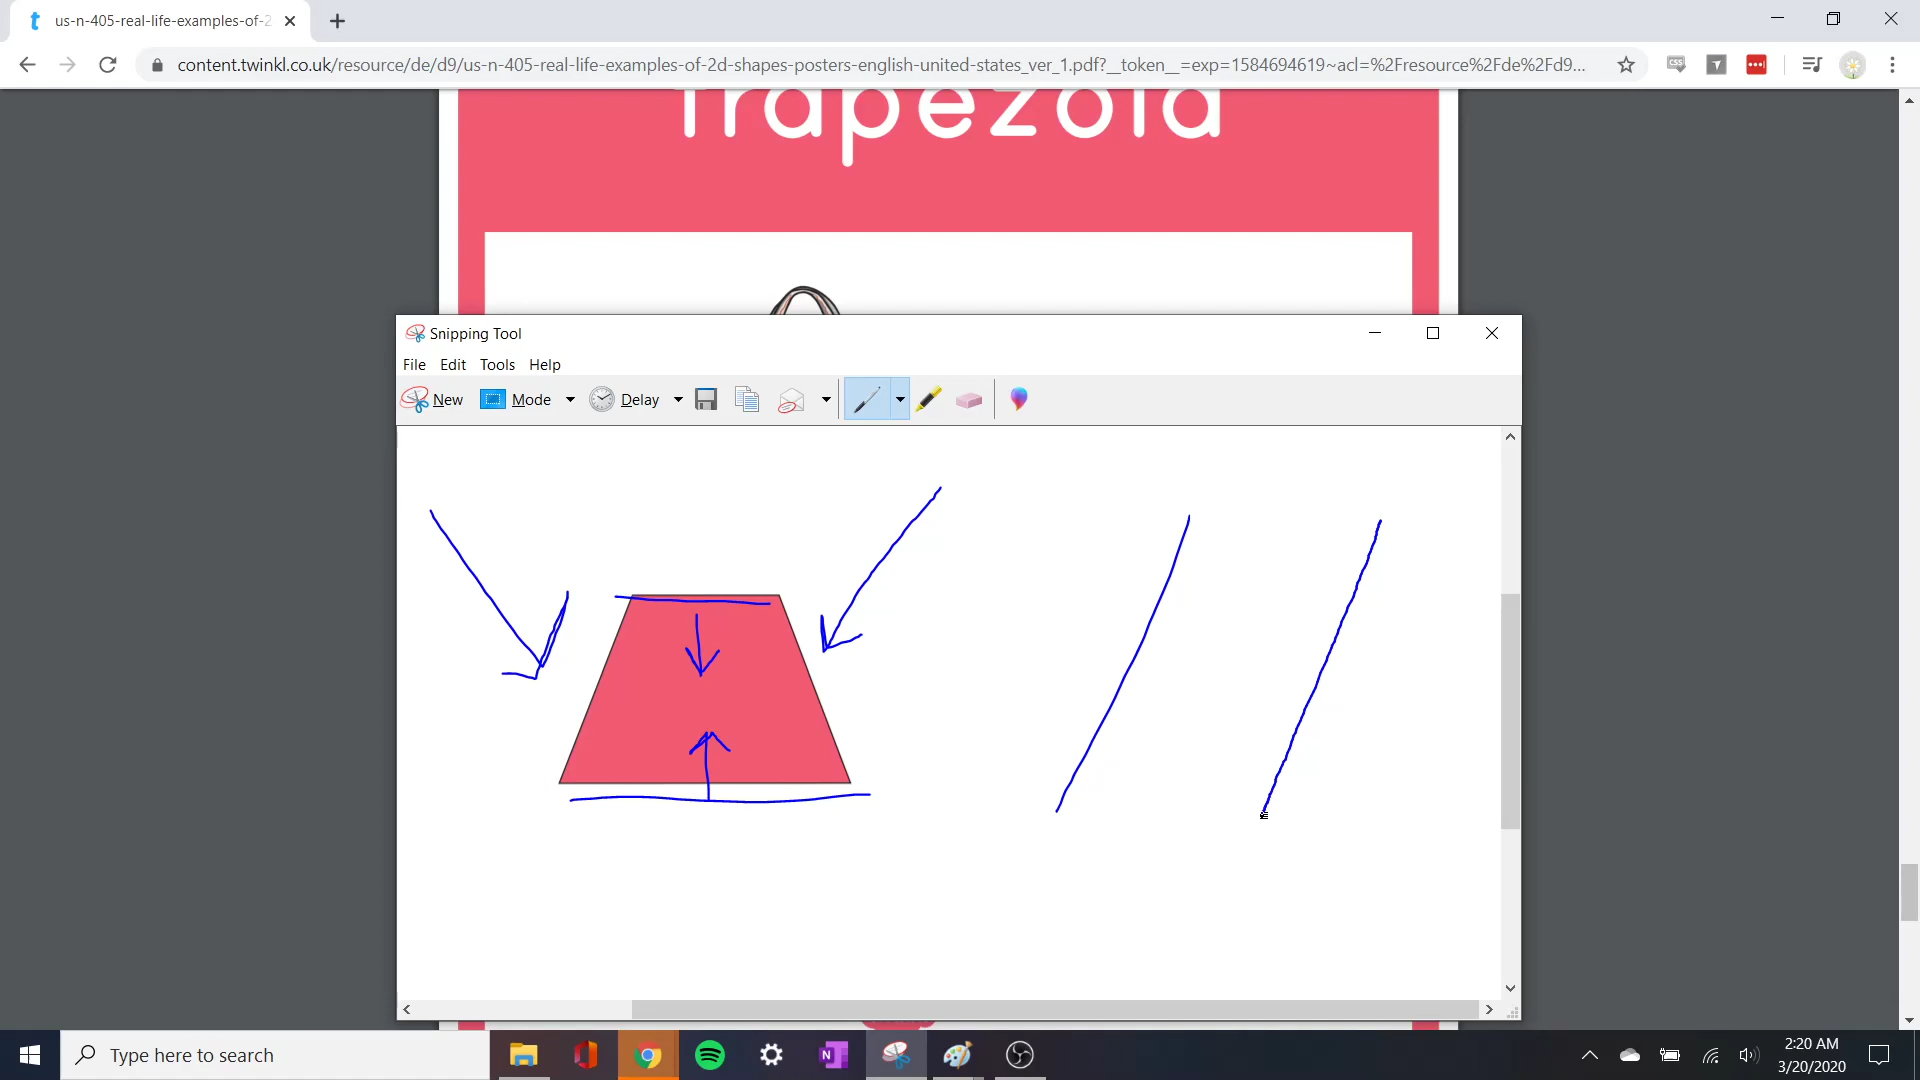 us-n-405-real-life-examples-of-2
content.twinkl.co.uk/resource/de/d9/us-n-405-real-life-examples-of-2d-shapes-posters-english-united-states_ver_1.pdf?__token__=exp=1584694619~acl=%2Fresource%2Fde%2Fd9...
Trapezoid
Snipping Tool
File Edit Tools Help
New Mode Delay
Type here to search
2:20 AM
3/20/2020